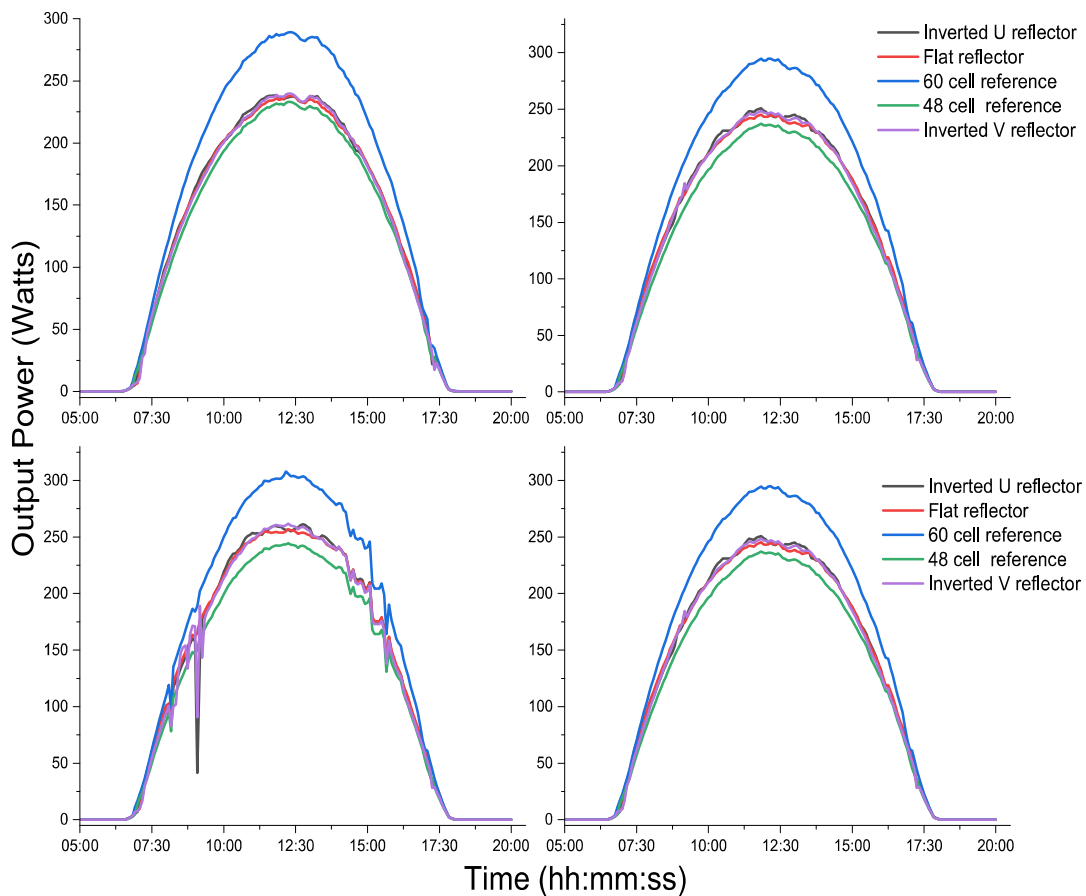 Output Power (Watts)
300
250
200
150
100
50
0
05:00 07:30 10:00 12:30 15:00 17:30 20:00
300
250
200
150
100
50
0
05:00 07:30 10:00 12:30 15:00 17:30 20:00
Inverted U reflector
Flat reflector
60 cell reference
48 cell  reference
Inverted V reflector
300
250
200
150
100
50
0
05:00 07:30 10:00 12:30 15:00 17:30 20:00
300
250
200
150
100
50
0
05:00 07:30 10:00 12:30 15:00 17:30 20:00
Inverted U reflector
Flat reflector
60 cell reference
48 cell  reference
Inverted V reflector
Time (hh:mm:ss)